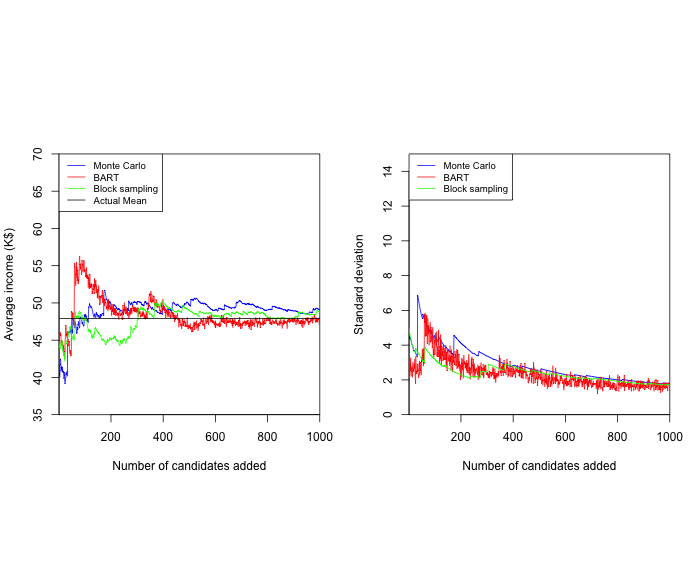 Monte Carlo
BART
Block sampling
Actual Mean
Average income (K$)
35 40 45 50 55 60 65 70
200 400 600 800 1000
Number of candidates added
Monte Carlo
BART
Block sampling
Standard deviation
0 2 4 6 8 10 12 14
200 400 600 800 1000
Number of candidates added